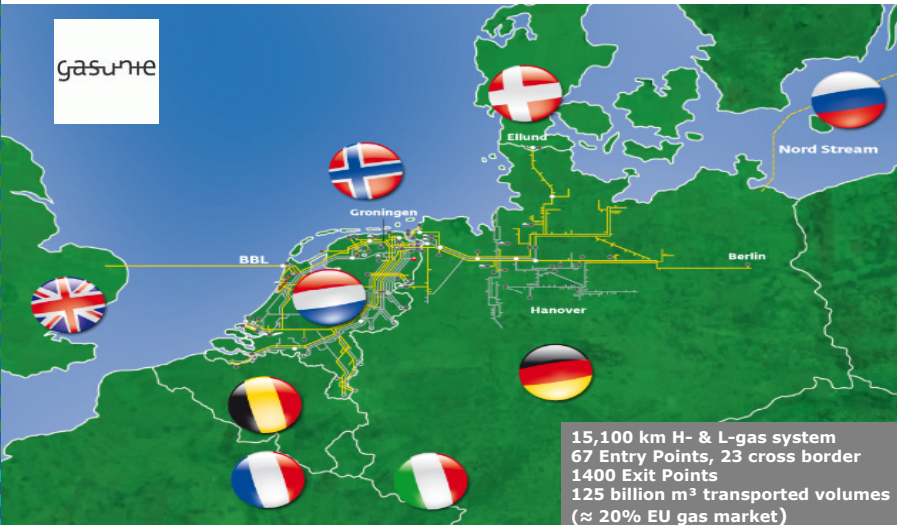 gasunie
Ellund
Nord Stream
Groningen
BBL
Berlin
Hanover
15,100 km H- & L-gas system
67 Entry Points, 23 cross border
1400 Exit Points
125 billion m³ transported volumes
(≈ 20% EU gas market)